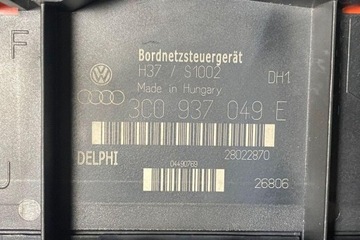 F
Bordnetzsteuergerät
H37 / S1002
DH1
Made in Hungary
3C0 937 049 E
DELPHI
28022870
04490769
26806